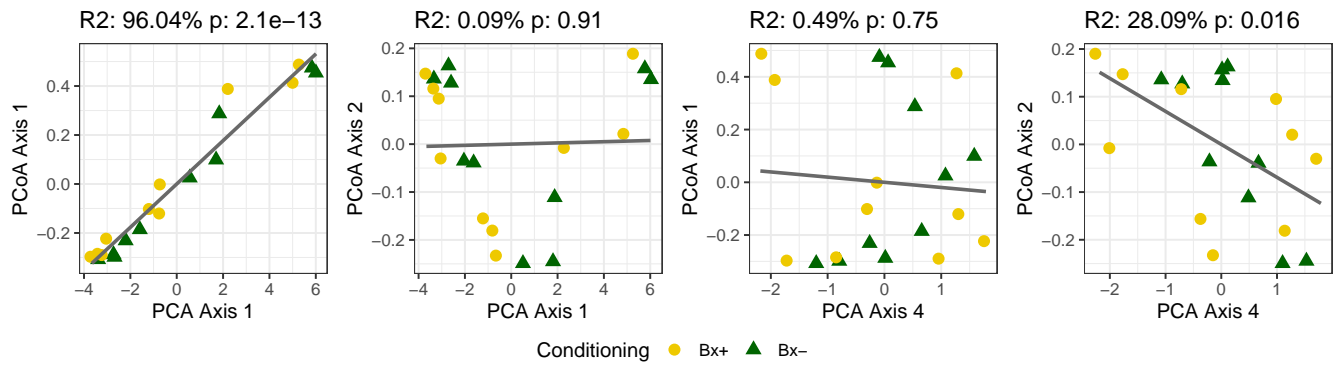 R2: 96.04% p: 2.1e−13
PCoA Axis 1
0.4
0.2
0.0
−0.2
−4 −2 0 2 4 6
PCA Axis 1
R2: 0.09% p: 0.91
PCoA Axis 2
0.2
0.1
0.0
−0.1
−0.2
−4 −2 0 2 4 6
PCA Axis 1
R2: 0.49% p: 0.75
PCoA Axis 1
0.4
0.2
0.0
−0.2
−2 −1 0 1
PCA Axis 4
R2: 28.09% p: 0.016
PCoA Axis 2
0.2
0.1
0.0
−0.1
−0.2
−2 −1 0 1
PCA Axis 4
Conditioning Bx+ Bx−